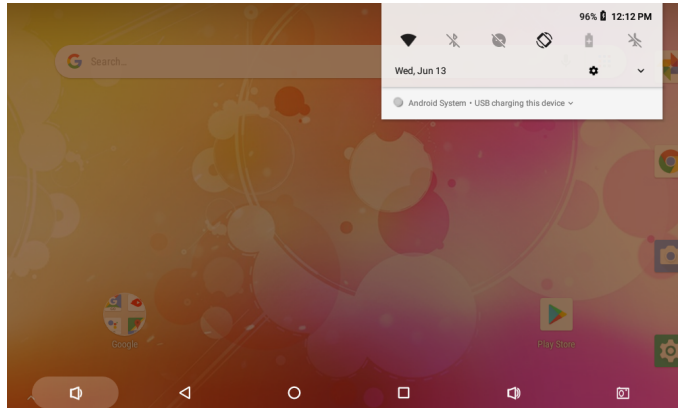 96% 12:12 PM
Search...
Wed, Jun 13
Android System • USB charging this device
Google
Play Store